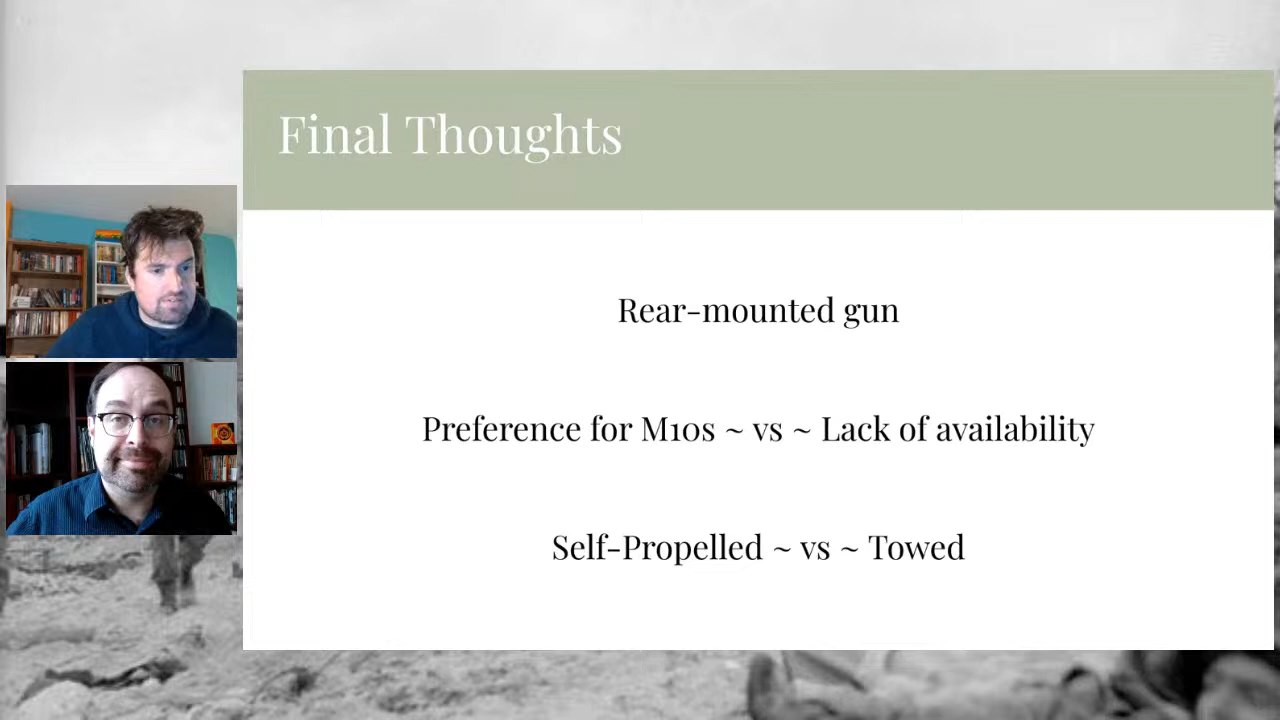 Final Thoughts
Rear-mounted gun
Preference for M10s ~ vs ~ Lack of availability
Self-Propelled ~ vs ~ Towed